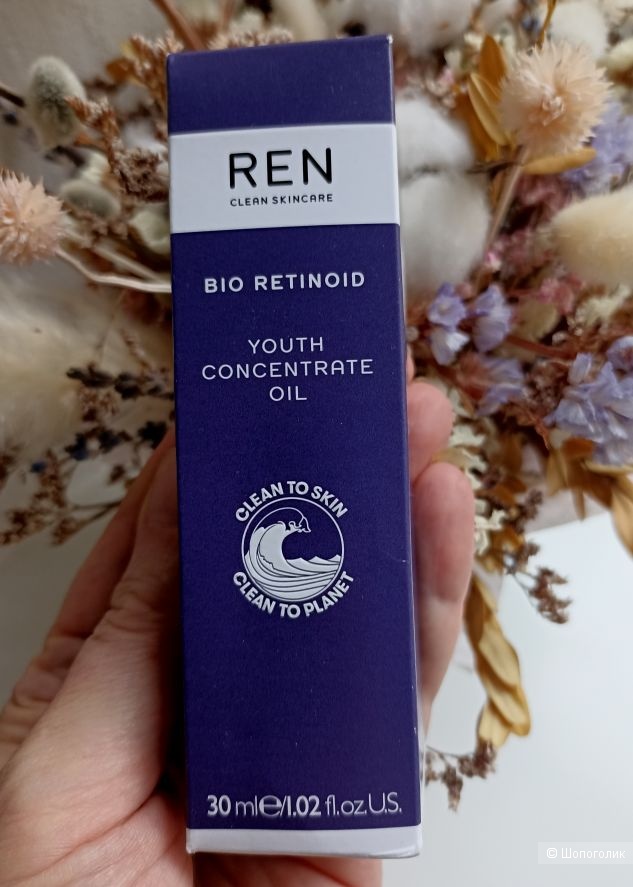 REN
CLEAN SKINCARE
BIO RETINOID
YOUTH
CONCENTRATE
OIL
CLEAN TO SKIN
CLEAN TO PLANET
30 ml℮/1.02 fl.oz.U.S.
© Шопоголик